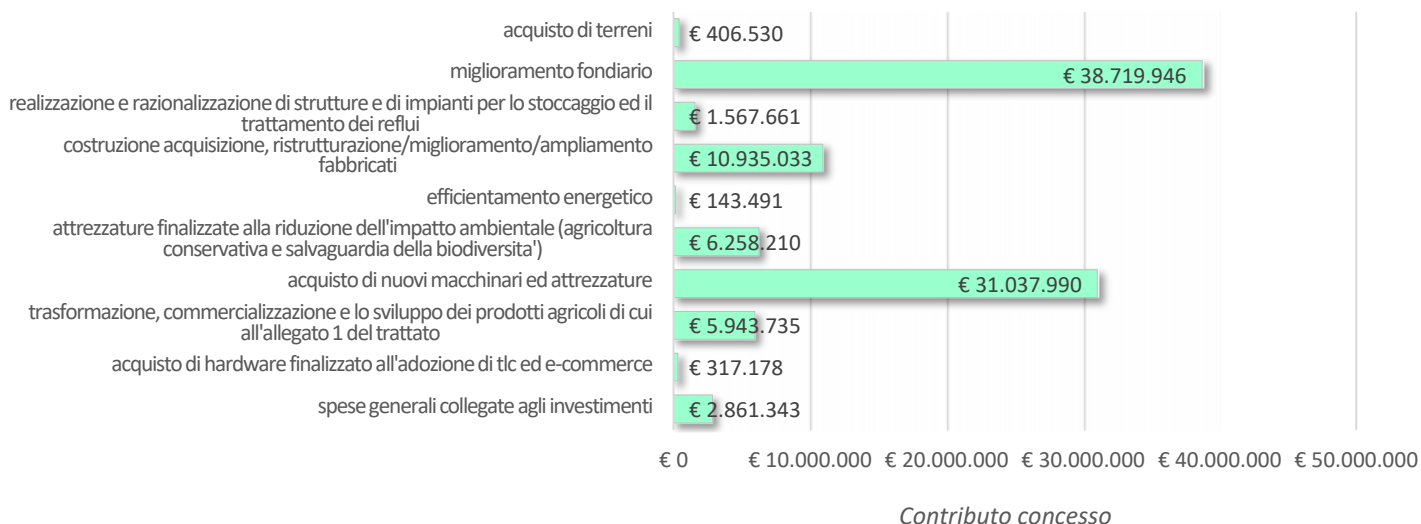 acquisto di terreni
€ 406.530
miglioramento fondiario
€ 38.719.946
realizzazione e razionalizzazione di strutture e di impianti per lo stoccaggio ed il
trattamento dei reflui
€ 1.567.661
costruzione acquisizione, ristrutturazione/miglioramento/ampliamento
fabbricati
€ 10.935.033
efficientamento energetico
€ 143.491
attrezzature finalizzate alla riduzione dell'impatto ambientale (agricoltura
conservativa e salvaguardia della biodiversita')
€ 6.258.210
acquisto di nuovi macchinari ed attrezzature
€ 31.037.990
trasformazione, commercializzazione e lo sviluppo dei prodotti agricoli di cui
all'allegato 1 del trattato
€ 5.943.735
acquisto di hardware finalizzato all'adozione di tlc ed e-commerce
€ 317.178
spese generali collegate agli investimenti
€ 2.861.343
€ 0 € 10.000.000 € 20.000.000 € 30.000.000 € 40.000.000 € 50.000.000
Contributo concesso